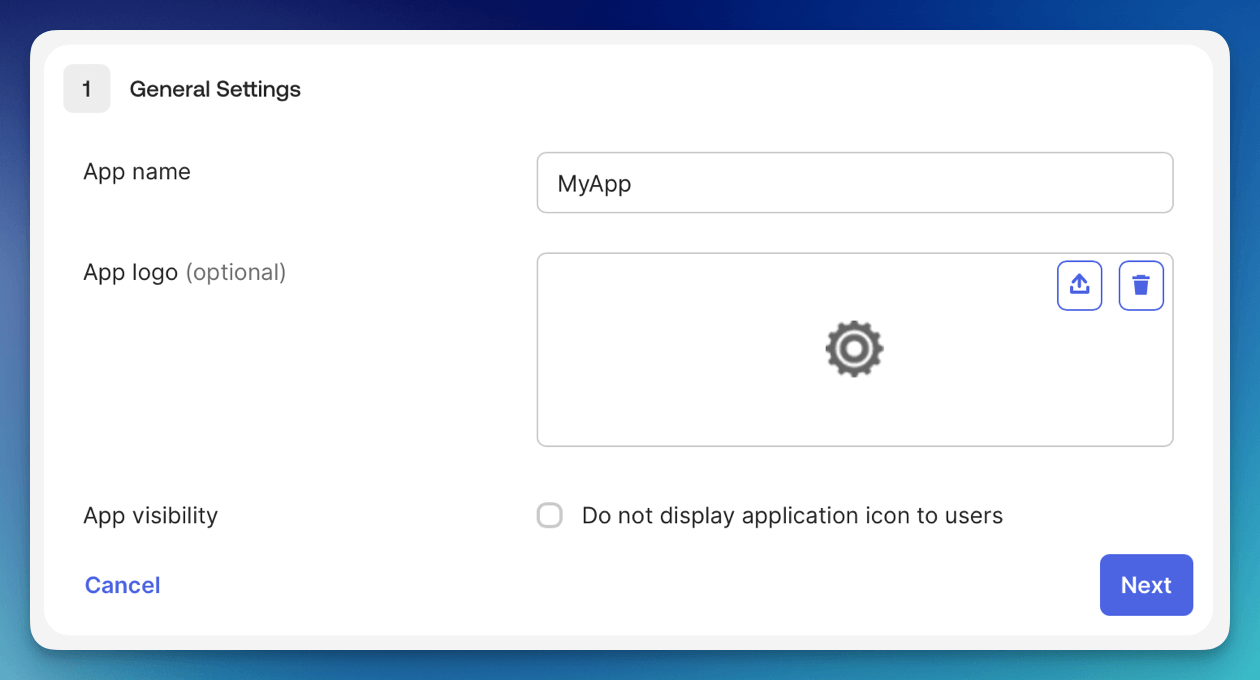 1 General Settings
App name
MyApp
App logo (optional)
App visibility
Do not display application icon to users
Cancel
Next